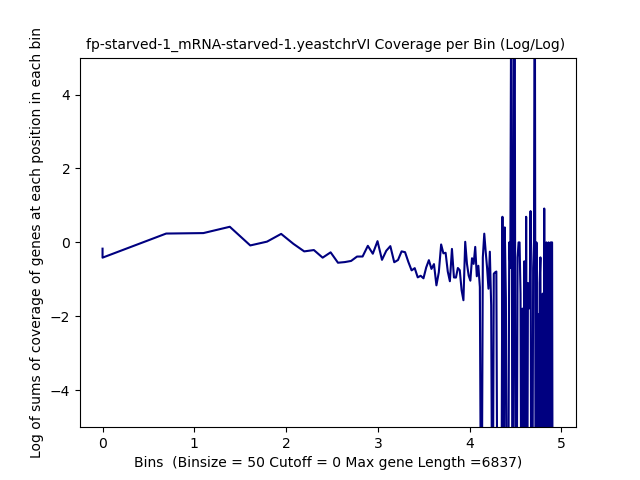 fp-starved-1_mRNA-starved-1.yeastchrVI Coverage per Bin (Log/Log)
Log of sums of coverage of genes at each position in each bin
4
2
0
−2
−4
0 1 2 3 4 5
Bins  (Binsize = 50 Cutoff = 0 Max gene Length =6837)